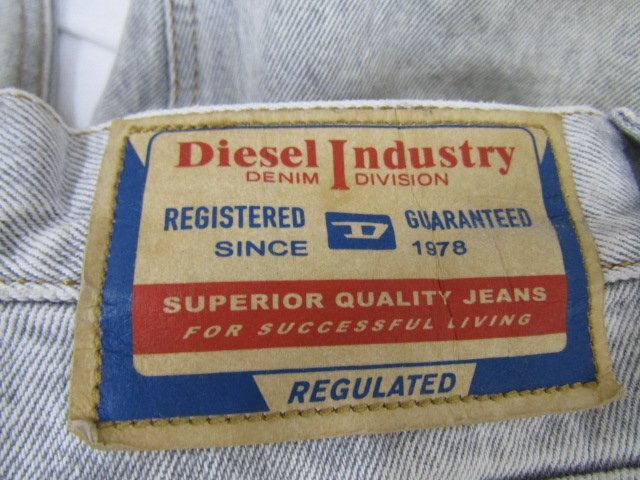 Diesel Industry
DENIM DIVISION
REGISTERED D GUARANTEED
SINCE 1978
SUPERIOR QUALITY JEANS
FOR SUCCESSFUL LIVING
REGULATED